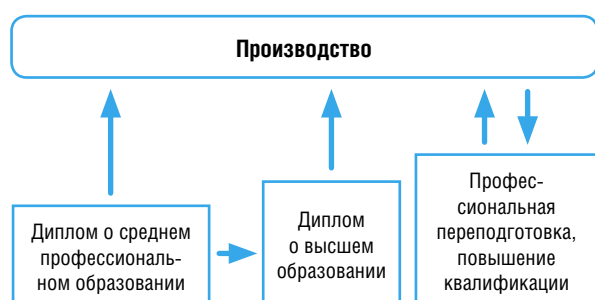 Производство
Диплом о среднем
профессиональ-
ном образовании
Диплом
о высшем
образовании
Профес-
сиональная
переподготовка,
повышение
квалификации